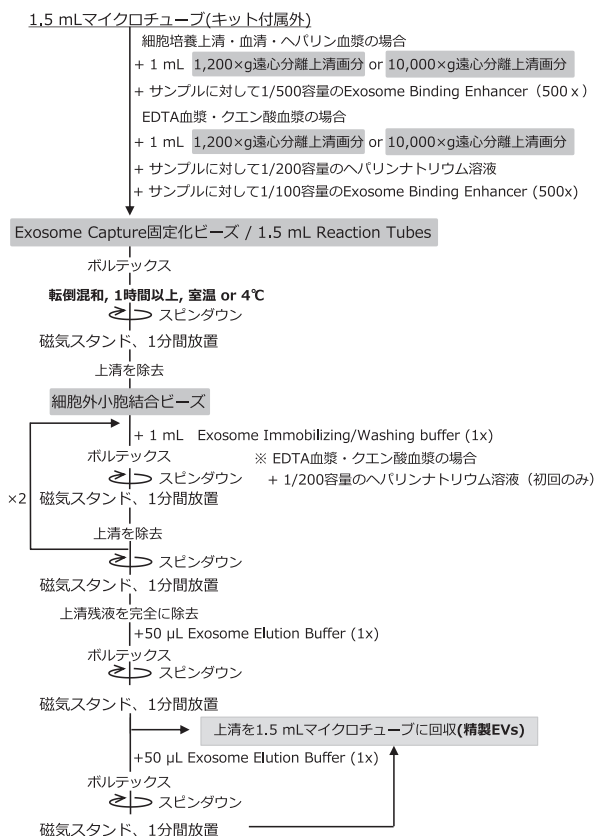 1.5 mLマイクロチューブ(キット付属外)
細胞培養上清・血清・ヘパリン血漿の場合
+ 1 mL 1,200×g遠心分離上清画分 or 10,000×g遠心分離上清画分
+ サンプルに対して1/500容量のExosome Binding Enhancer（500ｘ）
EDTA血漿・クエン酸血漿の場合
+ 1 mL 1,200×g遠心分離上清画分 or 10,000×g遠心分離上清画分
+ サンプルに対して1/200容量のヘパリンナトリウム溶液
+ サンプルに対して1/100容量のExosome Binding Enhancer (500x)
Exosome Capture固定化ビーズ / 1.5 mL Reaction Tubes
ボルテックス
転倒混和, 1時間以上, 室温 or 4℃
スピンダウン
磁気スタンド、1分間放置
上清を除去
細胞外小胞結合ビーズ
+ 1 mL Exosome Immobilizing/Washing buffer (1x)
ボルテックス ※ EDTA血漿・クエン酸血漿の場合
スピンダウン + 1/200容量のヘパリンナトリウム溶液（初回のみ）
×2 磁気スタンド、1分間放置
上清を除去
スピンダウン
磁気スタンド、1分間放置
上清残液を完全に除去
+50 µL Exosome Elution Buffer (1x)
ボルテックス
スピンダウン
磁気スタンド、1分間放置
上清を1.5 mLマイクロチューブに回収(精製EVs)
+50 µL Exosome Elution Buffer (1x)
ボルテックス
スピンダウン
磁気スタンド、1分間放置